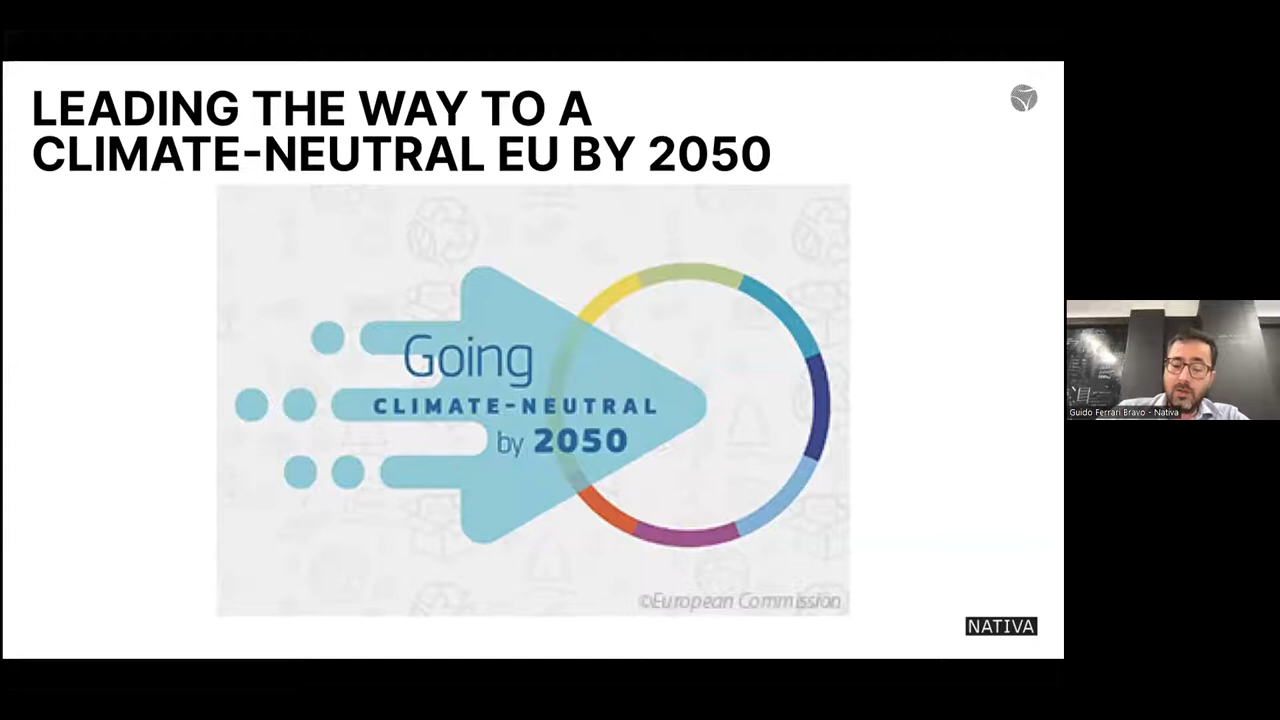 LEADING THE WAY TO A
CLIMATE-NEUTRAL EU BY 2050
Going
CLIMATE-NEUTRAL
by 2050
©European Commission
NATIVA
Guido Ferrari Bravo - Nativa